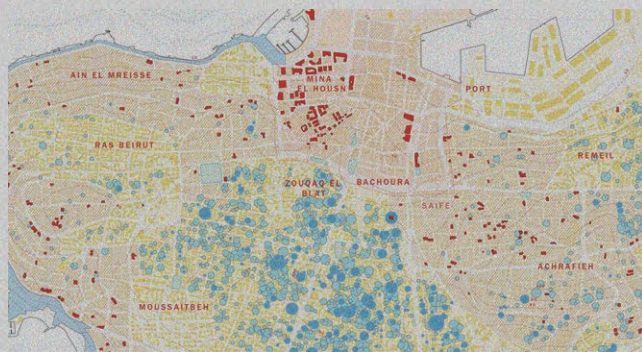 AIN EL MREISSE
MINA
EL HOUSN
PORT
RAS BEIRUT
REMEIL
ZOUQAQ EL
BLAT
BACHOURA
SAIFE
ACHRAFIEH
MOUSSAITBEH